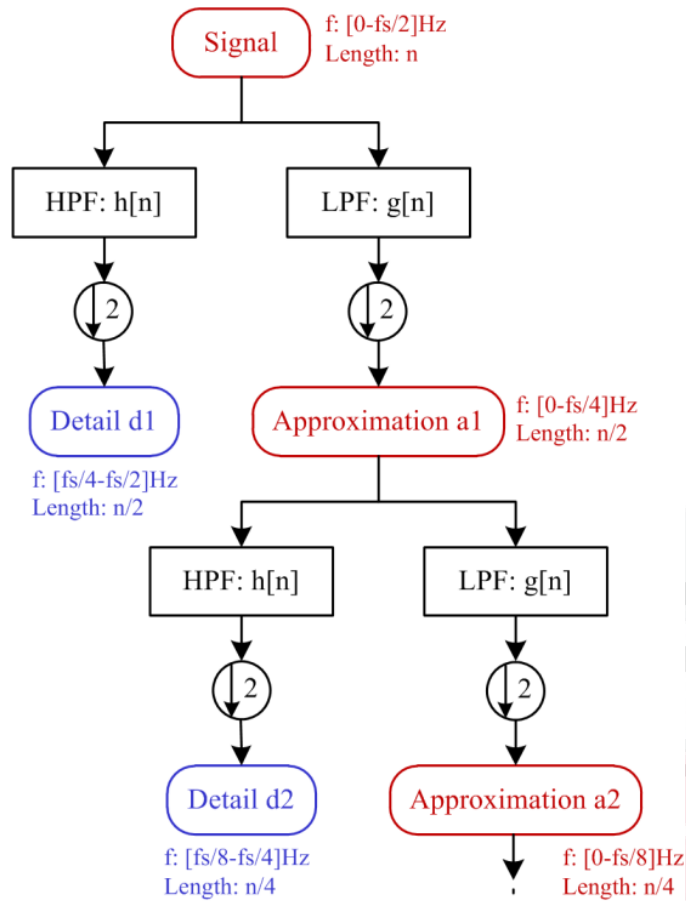 Signal
f: [0-fs/2]Hz
Length: n
HPF: h[n]
LPF: g[n]
2
2
Detail d1
f: [fs/4-fs/2]Hz
Length: n/2
Approximation a1
f: [0-fs/4]Hz
Length: n/2
HPF: h[n]
LPF: g[n]
2
2
Detail d2
f: [fs/8-fs/4]Hz
Length: n/4
Approximation a2
f: [0-fs/8]Hz
Length: n/4